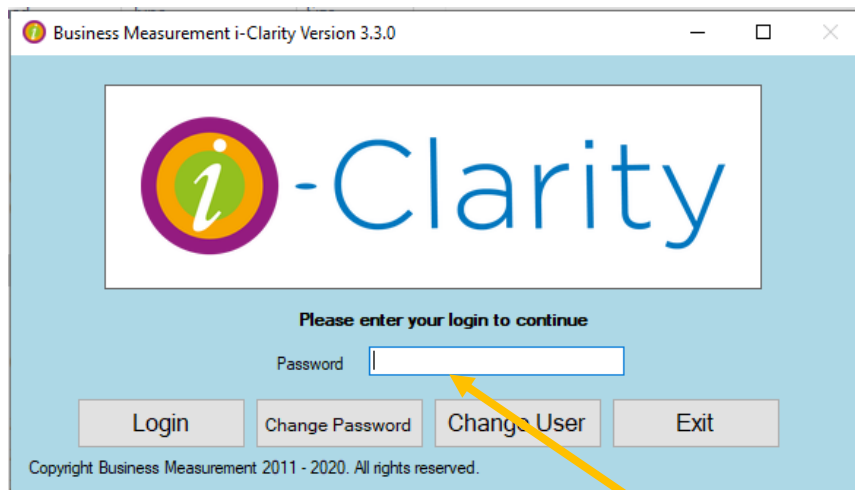 Business Measurement i-Clarity Version 3.3.0
i-Clarity
Please enter your login to continue
Password
Login Change Password Change User Exit
Copyright Business Measurement 2011 - 2020. All rights reserved.